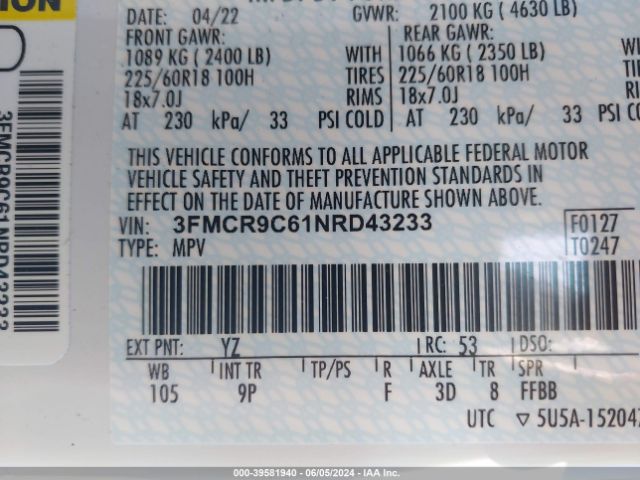 ION
DATE: 04/22 GVWR: 2100 KG ( 4630 LB)
FRONT GAWR: REAR GAWR:
1089 KG ( 2400 LB) WITH 1066 KG ( 2350 LB) WITH
225/60R18 100H TIRES 225/60R18 100H TIRES
18x7.0J RIMS 18x7.0J RIMS
AT 230 kPa/ 33 PSI COLD AT 230 kPa/ 33 PSI
THIS VEHICLE CONFORMS TO ALL APPLICABLE FEDERAL MOTOR
VEHICLE SAFETY AND THEFT PREVENTION STANDARDS IN
EFFECT ON THE DATE OF MANUFACTURE SHOWN ABOVE.
VIN: 3FMCR9C61NRD43233 F0127
TYPE: MPV T0247
EXT PNT: YZ RC: 53 DSO:
WB INT TR TP/PS R AXLE TR SPR
105 9P F 3D 8 FFBB
UTC ▽ 5U5A-15204
3FMCR9C61NRD43233
000-39581940 - 06/05/2024 - IAA Inc.